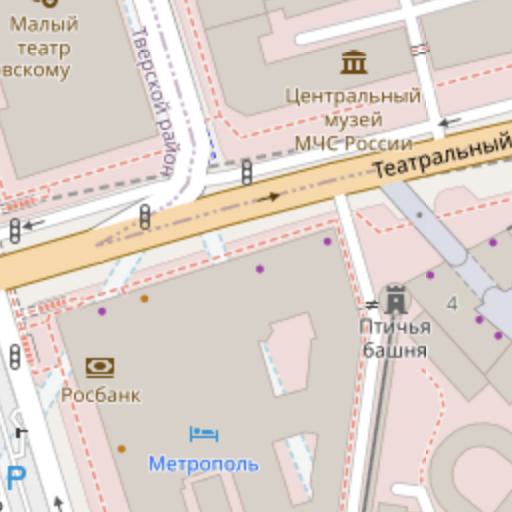 Малый
театр
вскому
Тверской район
Центральный
музей
МЧС России
Театральный
4
Птичья
башня
Росбанк
Метрополь
P